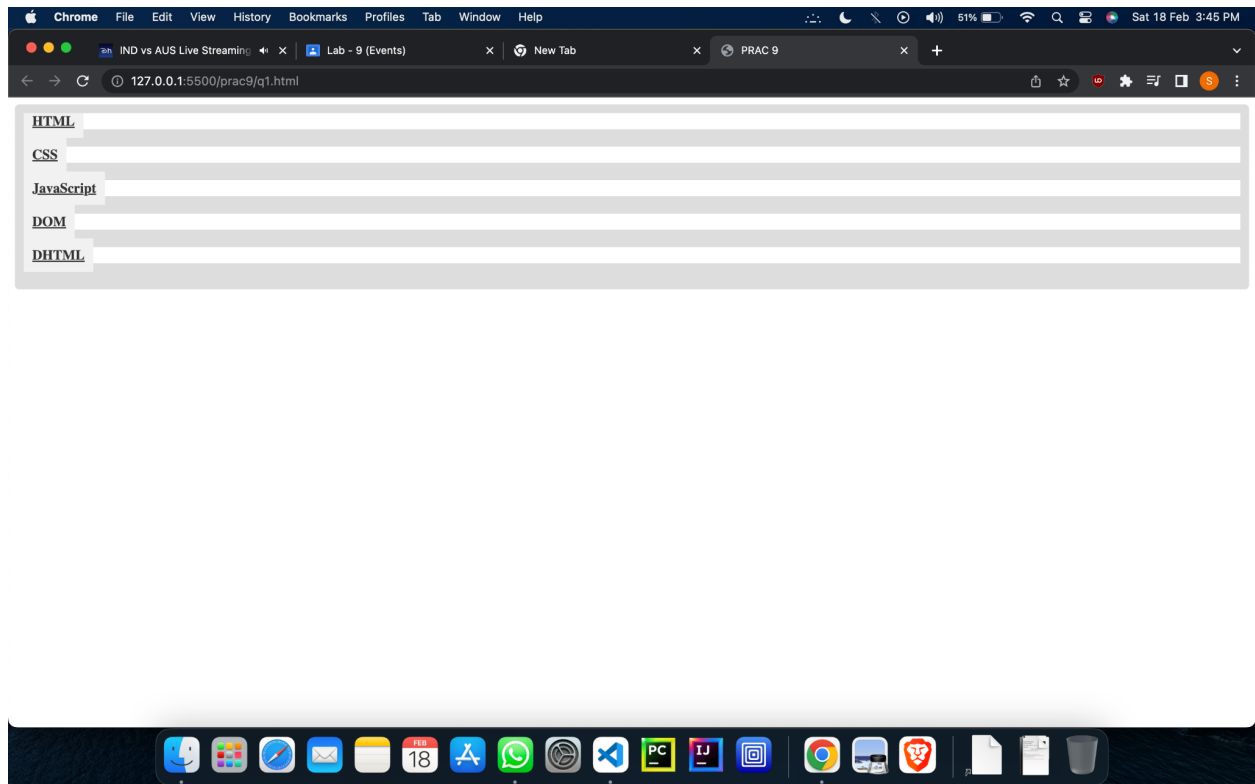 Chrome File Edit View History Bookmarks Profiles Tab Window Help 51% Sat 18 Feb 3:45 PM
IND vs AUS Live Streaming Lab - 9 (Events) New Tab PRAC 9
127.0.0.1:5500/prac9/q1.html S
HTML
CSS
JavaScript
DOM
DHTML
FEB
18
PC
IJ